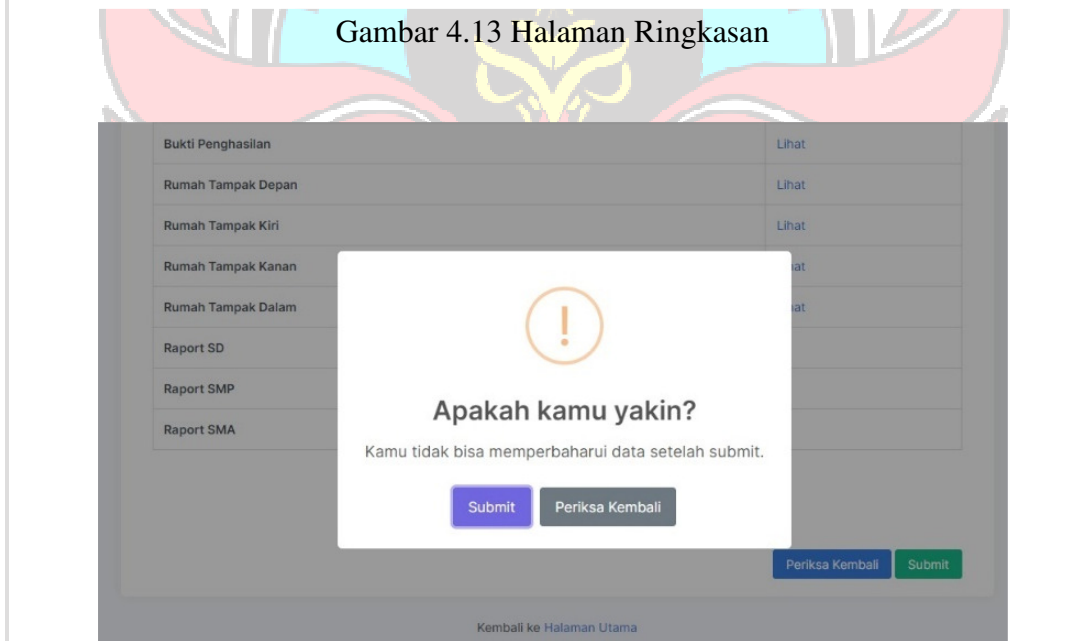 Gambar 4.13 Halaman Ringkasan
Bukti Penghasilan Lihat
Rumah Tampak Depan Lihat
Rumah Tampak Kiri Lihat
Rumah Tampak Kanan
Rumah Tampak Dalam
Raport SD
Raport SMP
Raport SMA
!
Apakah kamu yakin?
Kamu tidak bisa memperbaharui data setelah submit.
Submit Periksa Kembali
Periksa Kembali Submit
Kembali ke Halaman Utama